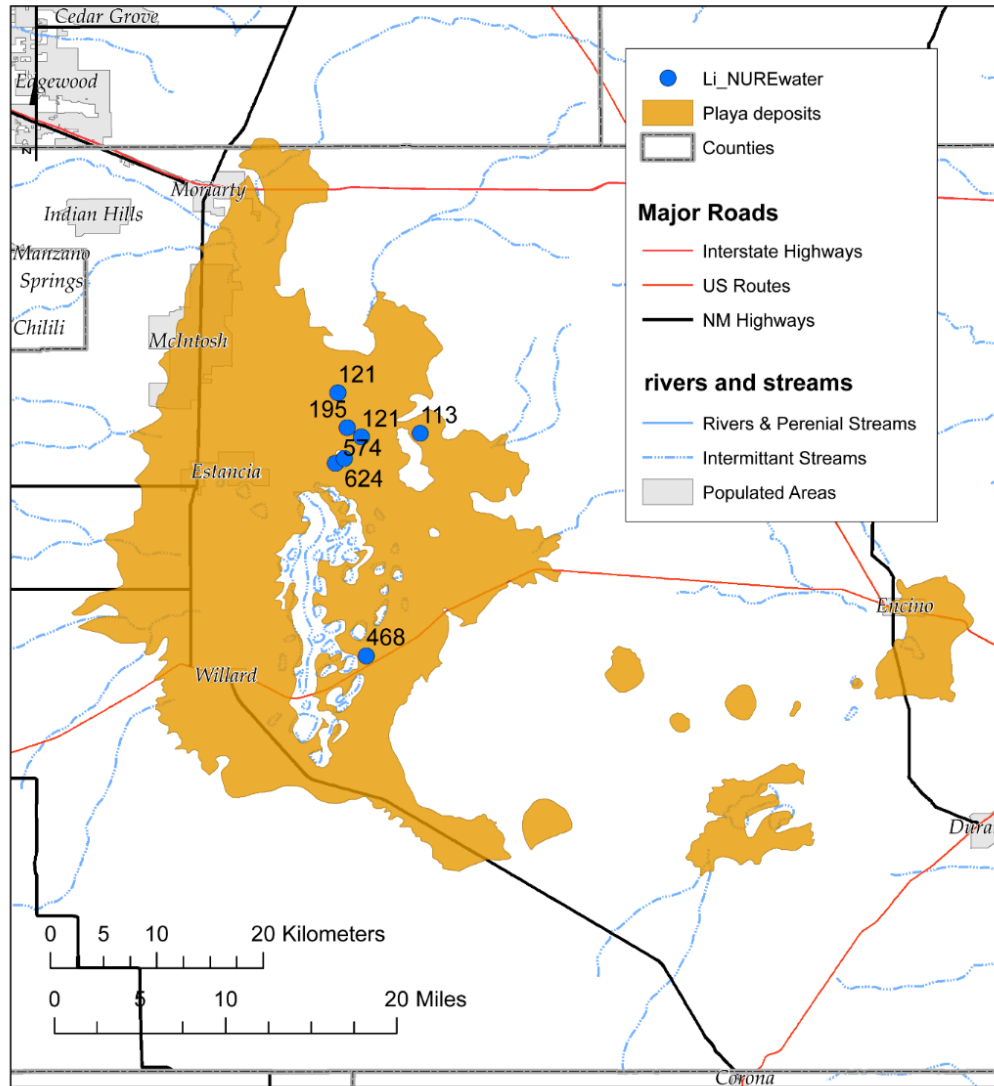 Cedar Grove
Edgewood
Moriarty
Indian Hills
Manzano
Springs
Chilili
McIntosh
121
195
121
113
574
Estancia
624
468
Willard
Encino
Duran
Corona
Li_NUREwater
Playa deposits
Counties
Major Roads
Interstate Highways
US Routes
NM Highways
rivers and streams
Rivers & Perenial Streams
Intermittant Streams
Populated Areas
0 5 10 20 Kilometers
0 5 10 20 Miles